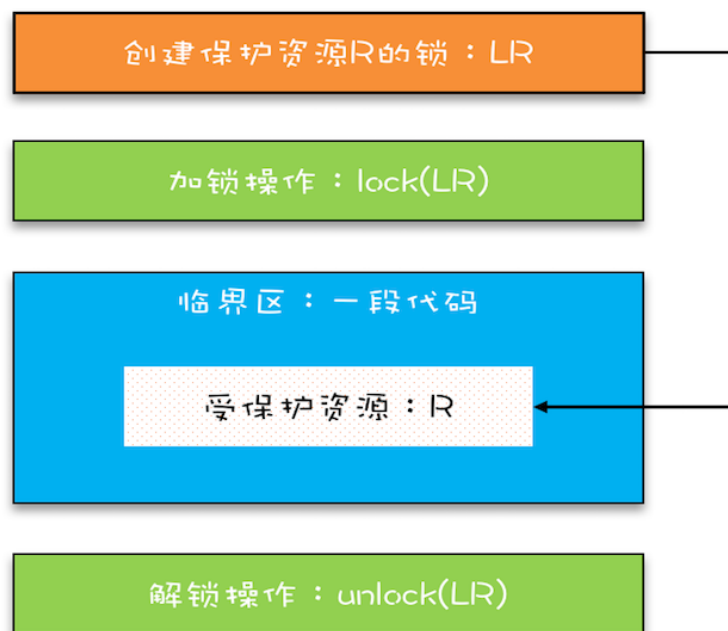 创建保护资源R的锁：LR
加锁操作：lock(LR)
临界区：一段代码
受保护资源：R
解锁操作：unlock(LR)